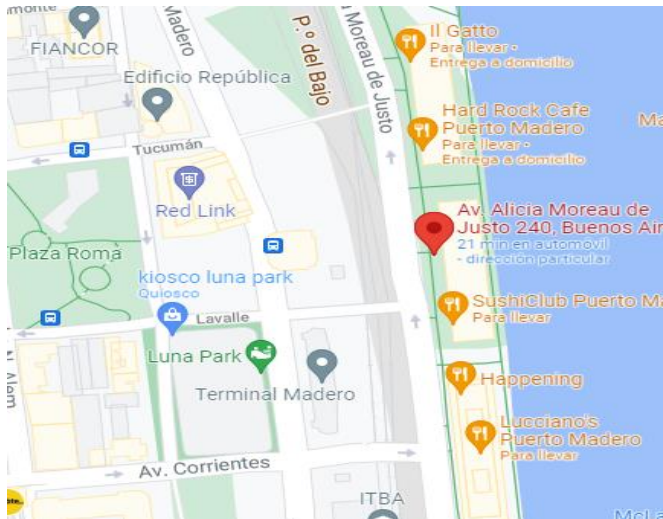 FIANCOR
Edificio República
Madero
P.º del Bajo
Moreau de Justo
Il Gatto
Para llevar ·
Entrega a domicilio
Hard Rock Cafe
Puerto Madero
Para llevar ·
Entrega a domicilio
Ma
Tucumán
Red Link
Plaza Roma
Av. Alicia Moreau de
Justo 240, Buenos Air
21 min en automóvil
- dirección particular
kiosco luna park
Quiosco
Lavalle
SushiClub Puerto Ma
Para llevar
Luna Park
Terminal Madero
Happening
N. Alem
Lucciano's
Puerto Madero
Para llevar
Av. Corrientes
ITBA
McLa